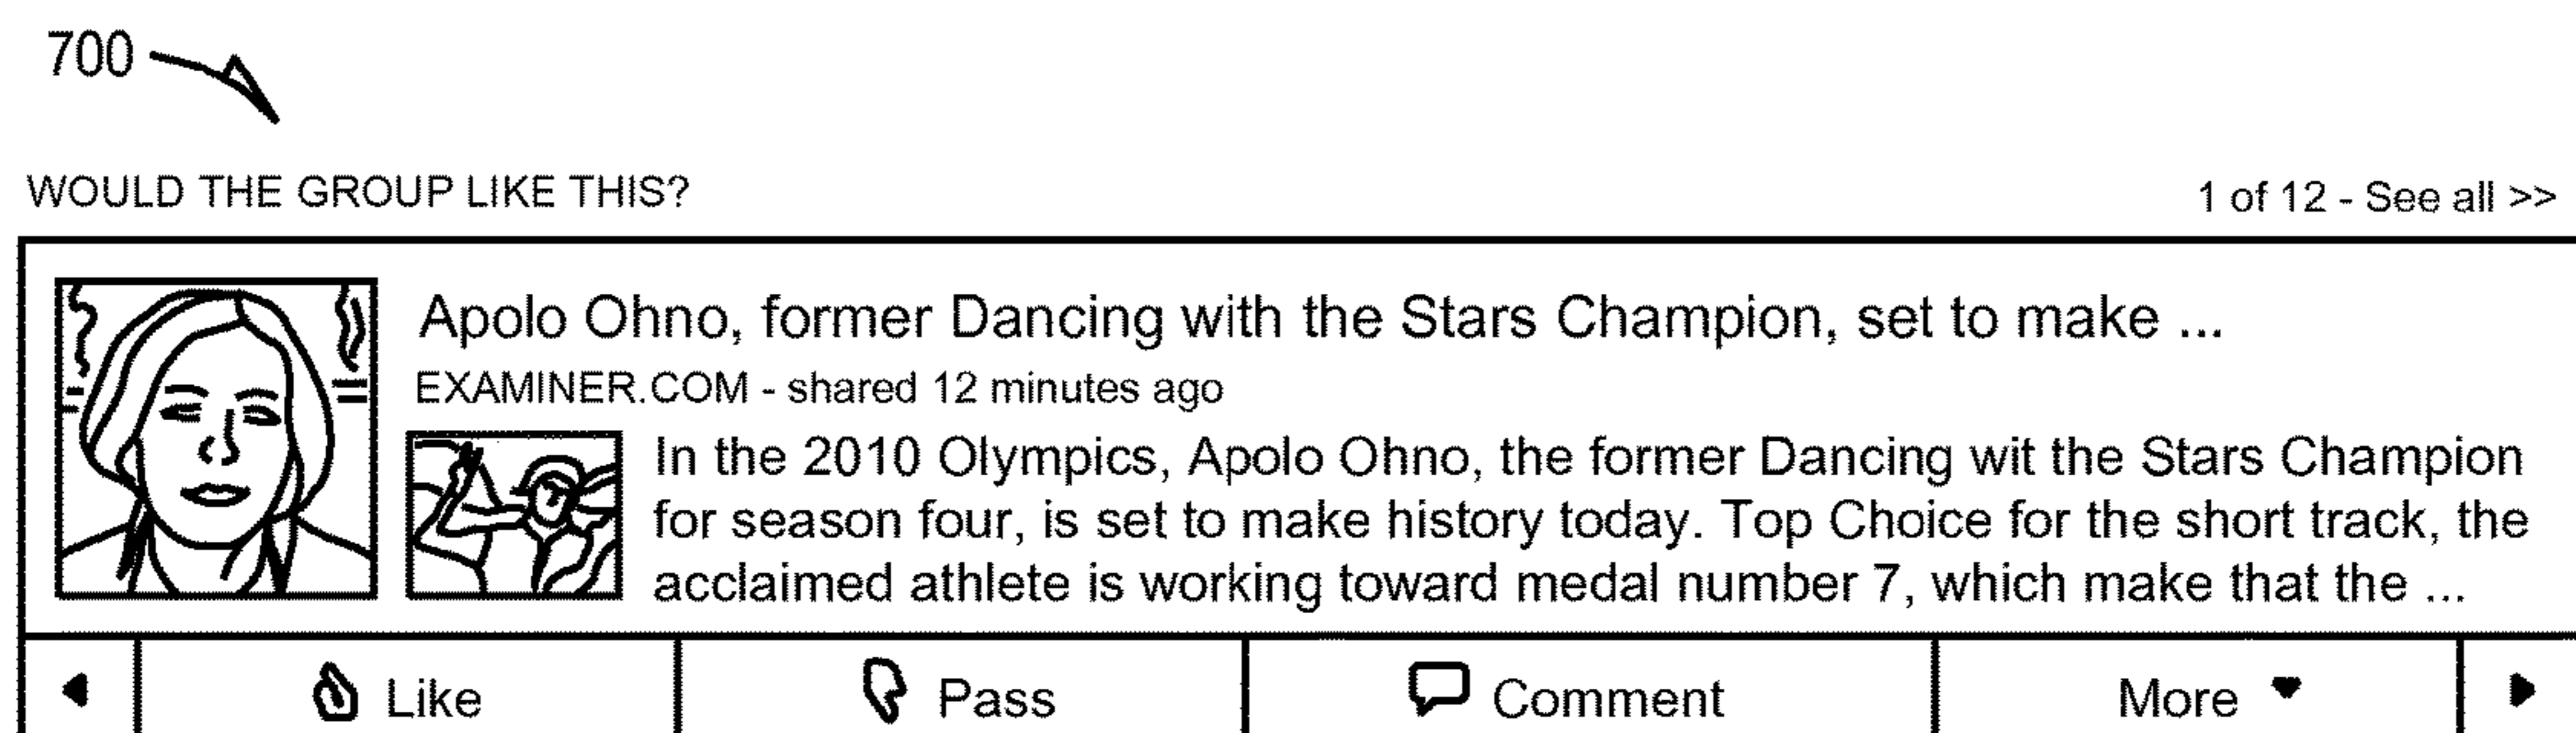 700
WOULD THE GROUP LIKE THIS?
1 of 12 - See all >>
Apolo Ohno, former Dancing with the Stars Champion, set to make ...
EXAMINER.COM - shared 12 minutes ago
In the 2010 Olympics, Apolo Ohno, the former Dancing wit the Stars Champion
for season four, is set to make history today. Top Choice for the short track, the
acclaimed athlete is working toward medal number 7, which make that the ...
Like
Pass
Comment
More